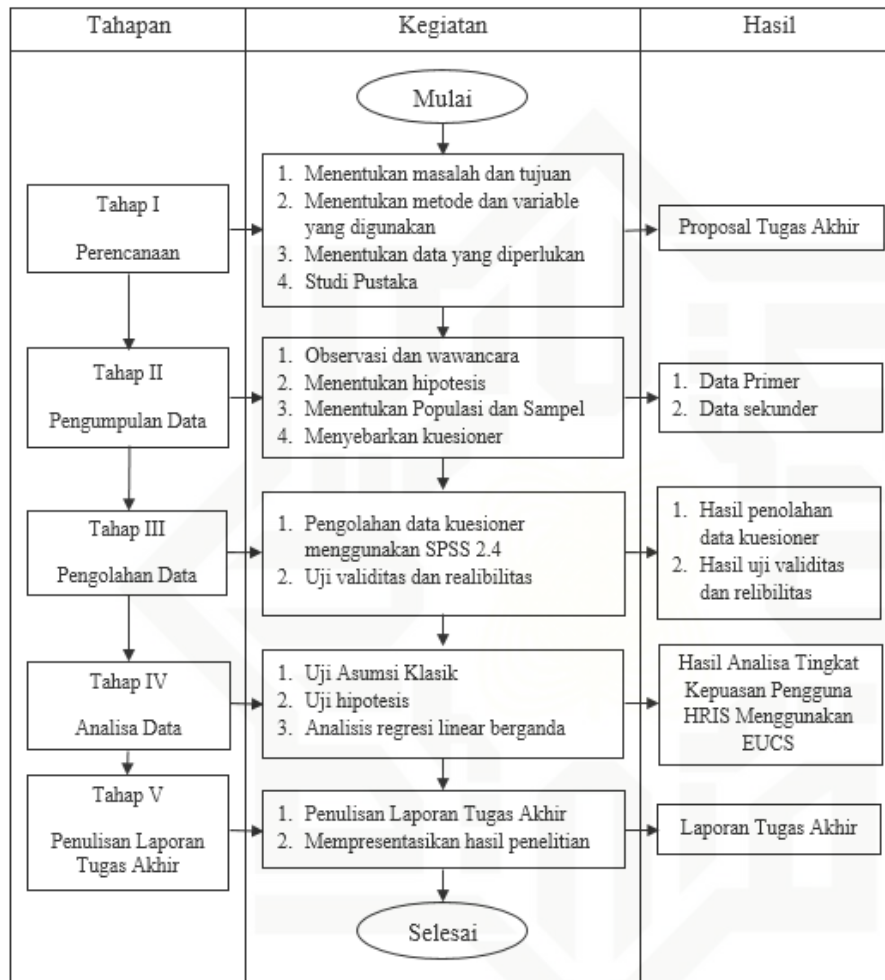 Tahapan
Kegiatan
Hasil
Mulai
Tahap I
Perencanaan
1. Menentukan masalah dan tujuan
2. Menentukan metode dan variable
yang digunakan
3. Menentukan data yang diperlukan
4. Studi Pustaka
Proposal Tugas Akhir
Tahap II
Pengumpulan Data
1. Observasi dan wawancara
2. Menentukan hipotesis
3. Menentukan Populasi dan Sampel
4. Menyebarkan kuesioner
1. Data Primer
2. Data sekunder
Tahap III
Pengolahan Data
1. Pengolahan data kuesioner
menggunakan SPSS 2.4
2. Uji validitas dan realibilitas
1. Hasil penolahan
data kuesioner
2. Hasil uji validitas
dan relibilitas
Tahap IV
Analisa Data
1. Uji Asumsi Klasik
2. Uji hipotesis
3. Analisis regresi linear berganda
Hasil Analisa Tingkat
Kepuasan Pengguna
HRIS Menggunakan
EUCS
Tahap V
Penulisan Laporan
Tugas Akhir
1. Penulisan Laporan Tugas Akhir
2. Mempresentasikan hasil penelitian
Laporan Tugas Akhir
Selesai